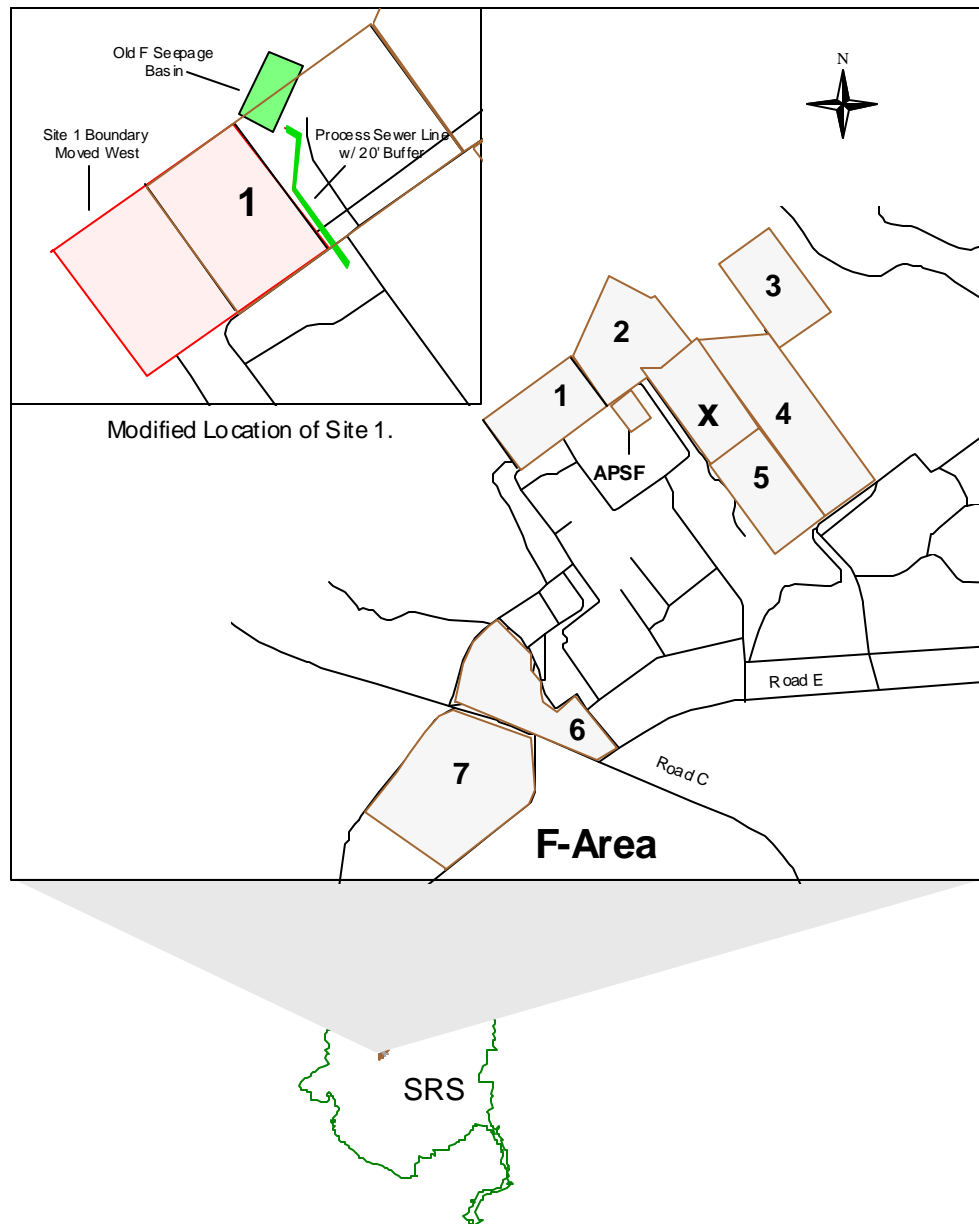 Old F Seepage
Basin
Site 1 Boundary
Moved West
Process Sewer Line
w/ 20' Buffer
1
Modified Location of Site 1.
N
3
2
1
4
X
5
APSF
Road E
6
Road C
7
F-Area
SRS